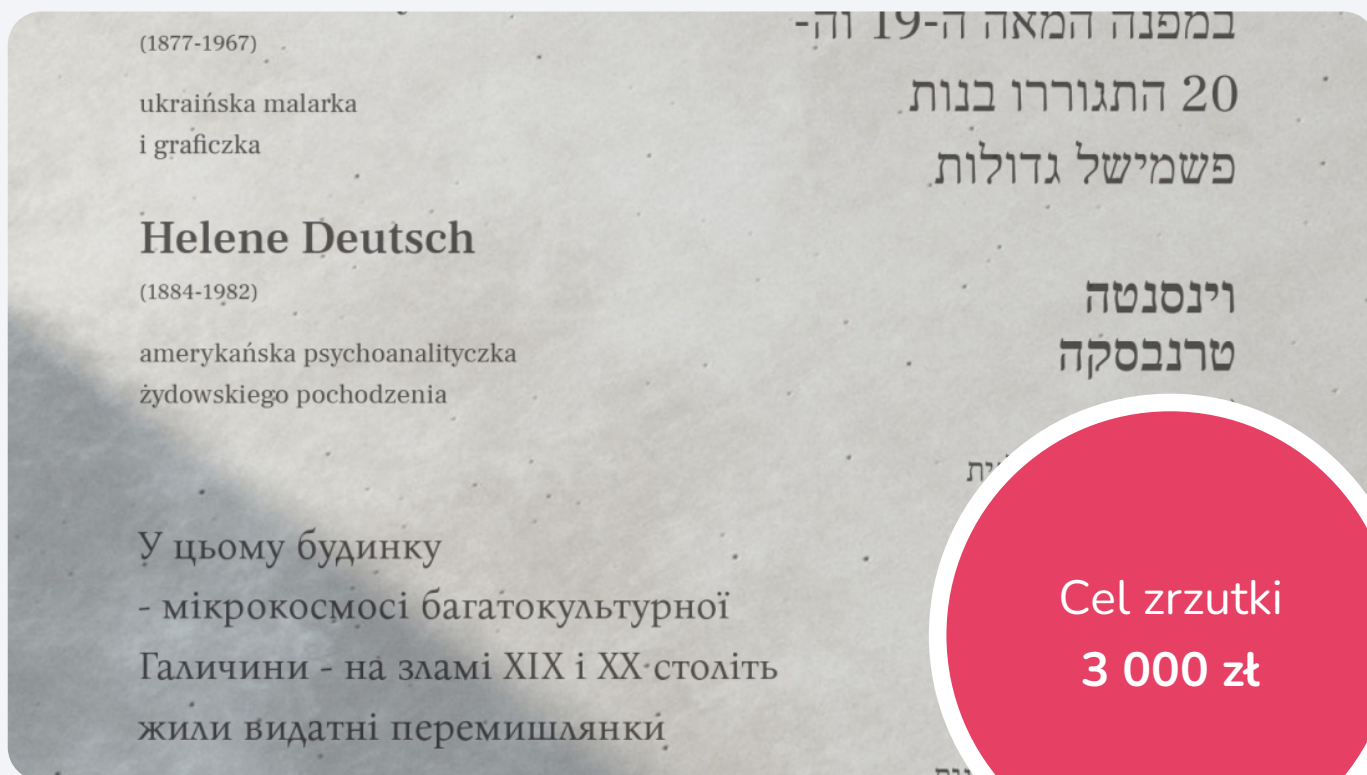 (1877-1967)
ukraińska malarka
i graficzka
Helene Deutsch
(1884-1982)
amerykańska psychoanalityczka
żydowskiego pochodzenia
У цьому будинку
- мікрокосмосі багатокультурної
Галичини - на зламі XIX і XX століть
жили видатні перемишлянки
במפנה המאה ה-19 וה-
20 התגוררו בנות
פשמישל גדולות
וינסנטה
טרנבסקה
Cel zrzutki
3 000 zł